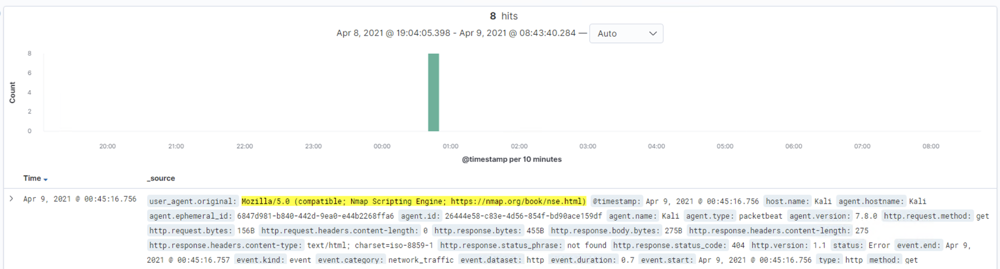 8 hits
Apr 8, 2021 @ 19:04:05.398 - Apr 9, 2021 @ 08:43:40.284 — Auto
Count
8
6
4
2
0
20:00 21:00 22:00 23:00 00:00 01:00 02:00 03:00 04:00 05:00 06:00 07:00 08:00
@timestamp per 10 minutes
Time _source
Apr 9, 2021 @ 00:45:16.756 user_agent.original: Mozilla/5.0 (compatible; Nmap Scripting Engine; https://nmap.org/book/nse.html) @timestamp: Apr 9, 2021 @ 00:45:16.756 host.name: Kali agent.hostname: Kali
agent.ephemeral_id: 6847d981-b840-442d-9ea0-e44b2268ffa6 agent.id: 26444e58-c83e-4d56-854f-bd90ace159df agent.name: Kali agent.type: packetbeat agent.version: 7.8.0 http.request.method: get
http.request.bytes: 156B http.request.headers.content-length: 0 http.response.bytes: 455B http.response.body.bytes: 275B http.response.headers.content-length: 275
http.response.headers.content-type: text/html; charset=iso-8859-1 http.response.status_phrase: not found http.response.status_code: 404 http.version: 1.1 status: Error event.end: Apr 9,
2021 @ 00:45:16.757 event.kind: event event.category: network_traffic event.dataset: http event.duration: 0.7 event.start: Apr 9, 2021 @ 00:45:16.756 type: http method: get